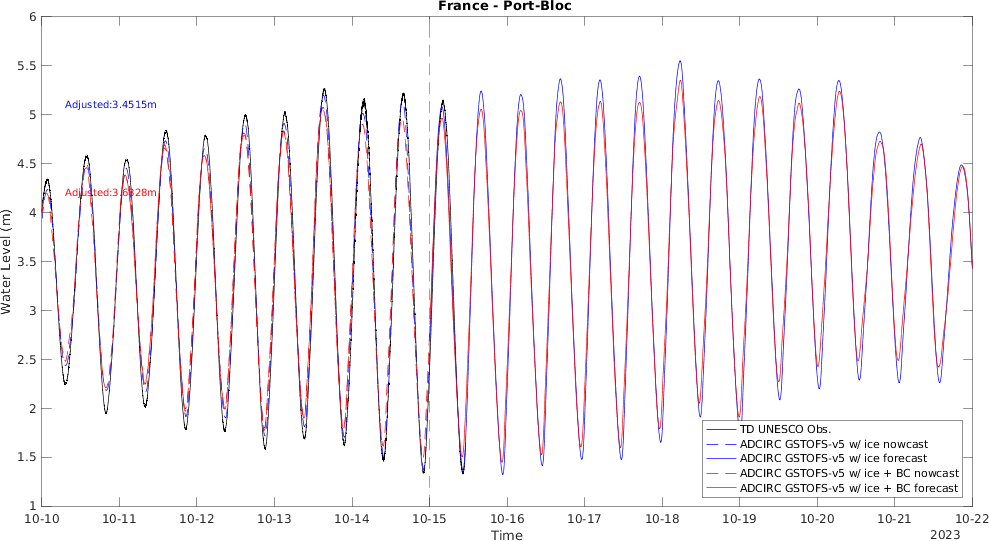 France - Port-Bloc
6
5.5
5
4.5
4
3.5
3
2.5
2
1.5
1
Water Level (m)
Adjusted:3.4515m
Adjusted:3.6828m
TD UNESCO Obs.
ADCIRC GSTOFS-v5 w/ ice nowcast
ADCIRC GSTOFS-v5 w/ ice forecast
ADCIRC GSTOFS-v5 w/ ice + BC nowcast
ADCIRC GSTOFS-v5 w/ ice + BC forecast
10-10 10-11 10-12 10-13 10-14 10-15 10-16 10-17 10-18 10-19 10-20 10-21 10-22
Time
2023